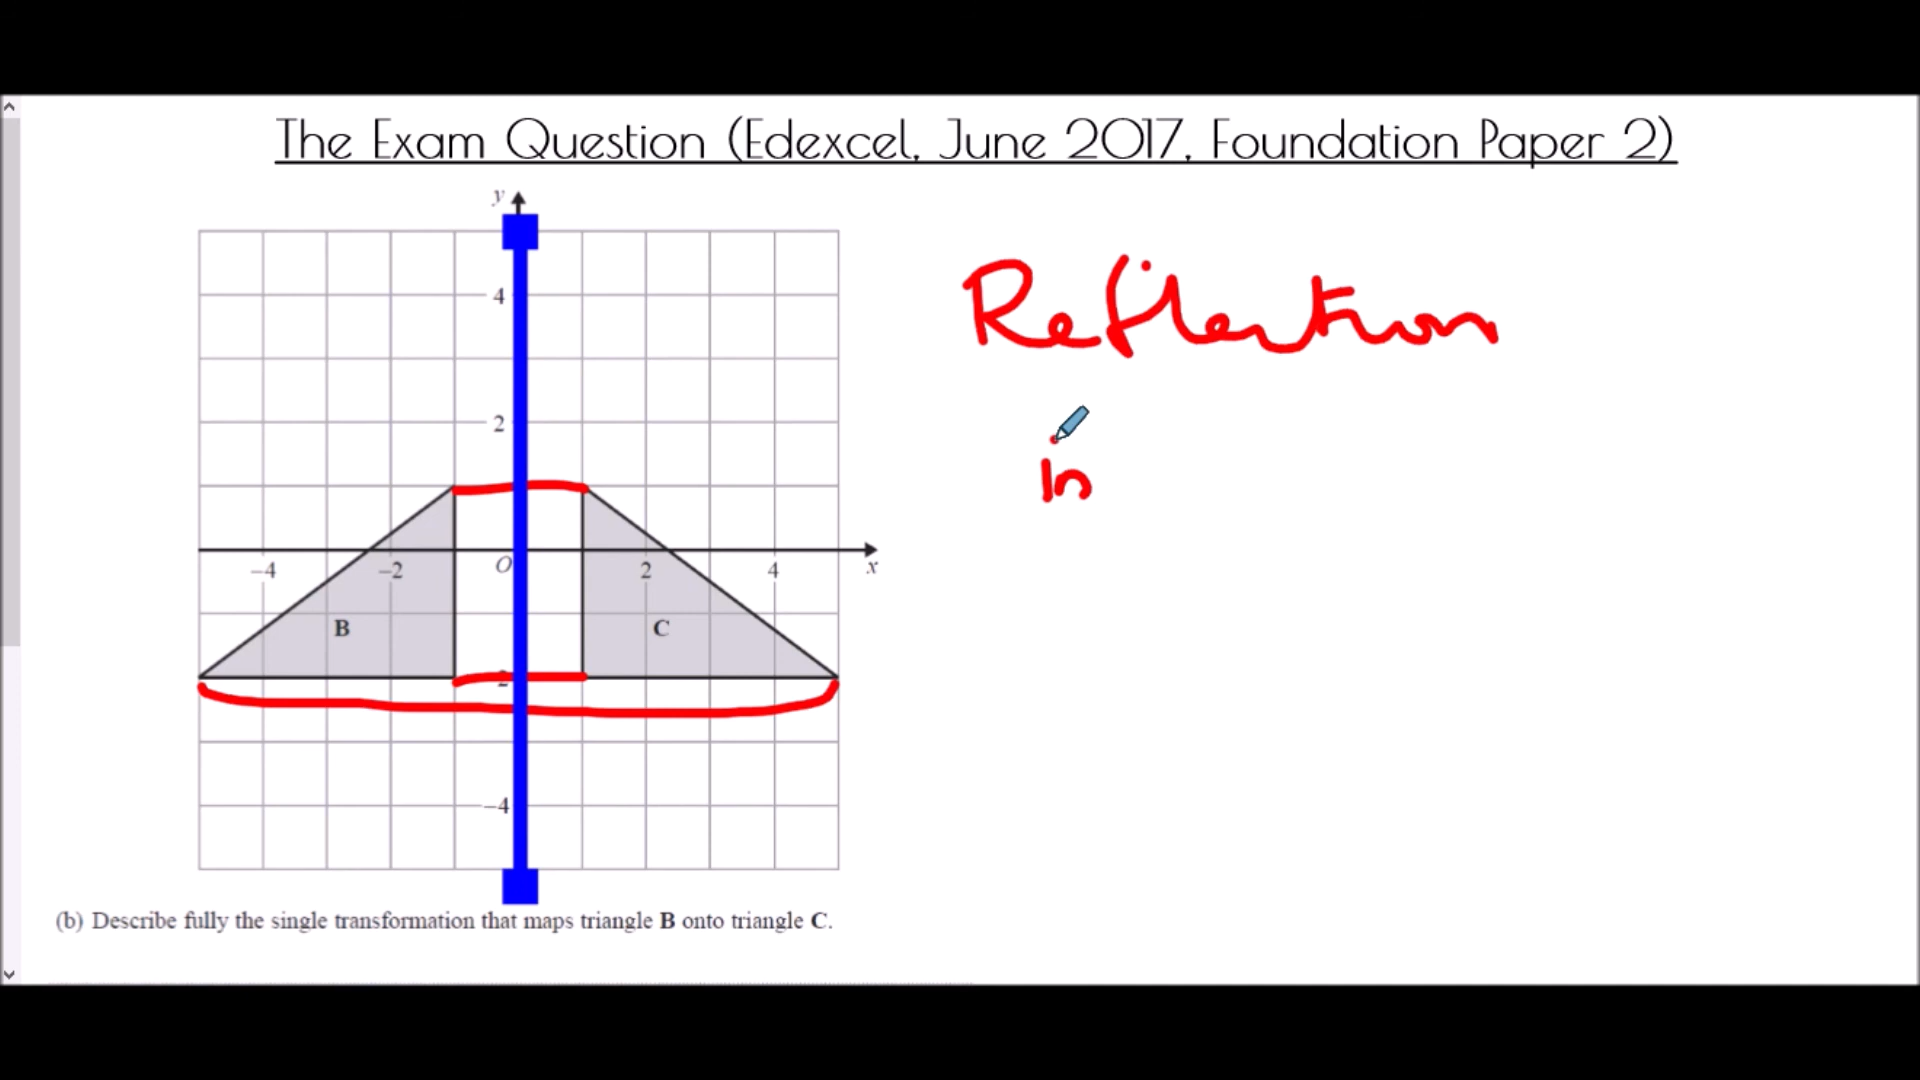 The Exam Question (Edexcel, June 2017, Foundation Paper 2)
y
4
2
-4 -2 O 2 4 x
B C
-4
(b) Describe fully the single transformation that maps triangle B onto triangle C.
Reflection
in